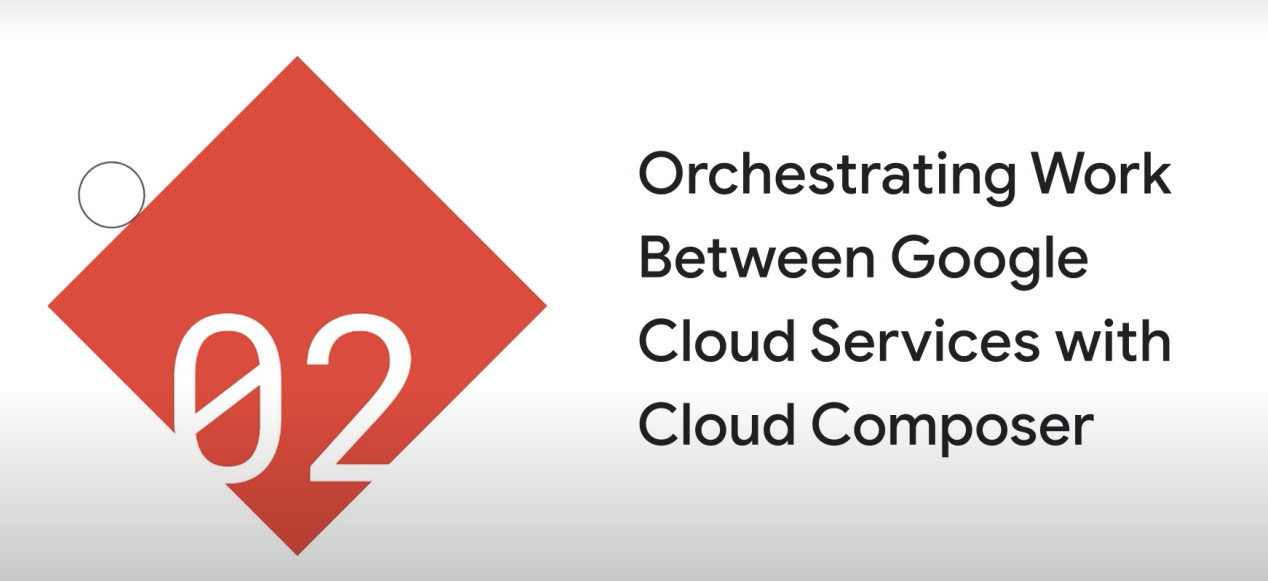 02
Orchestrating Work
Between Google
Cloud Services with
Cloud Composer